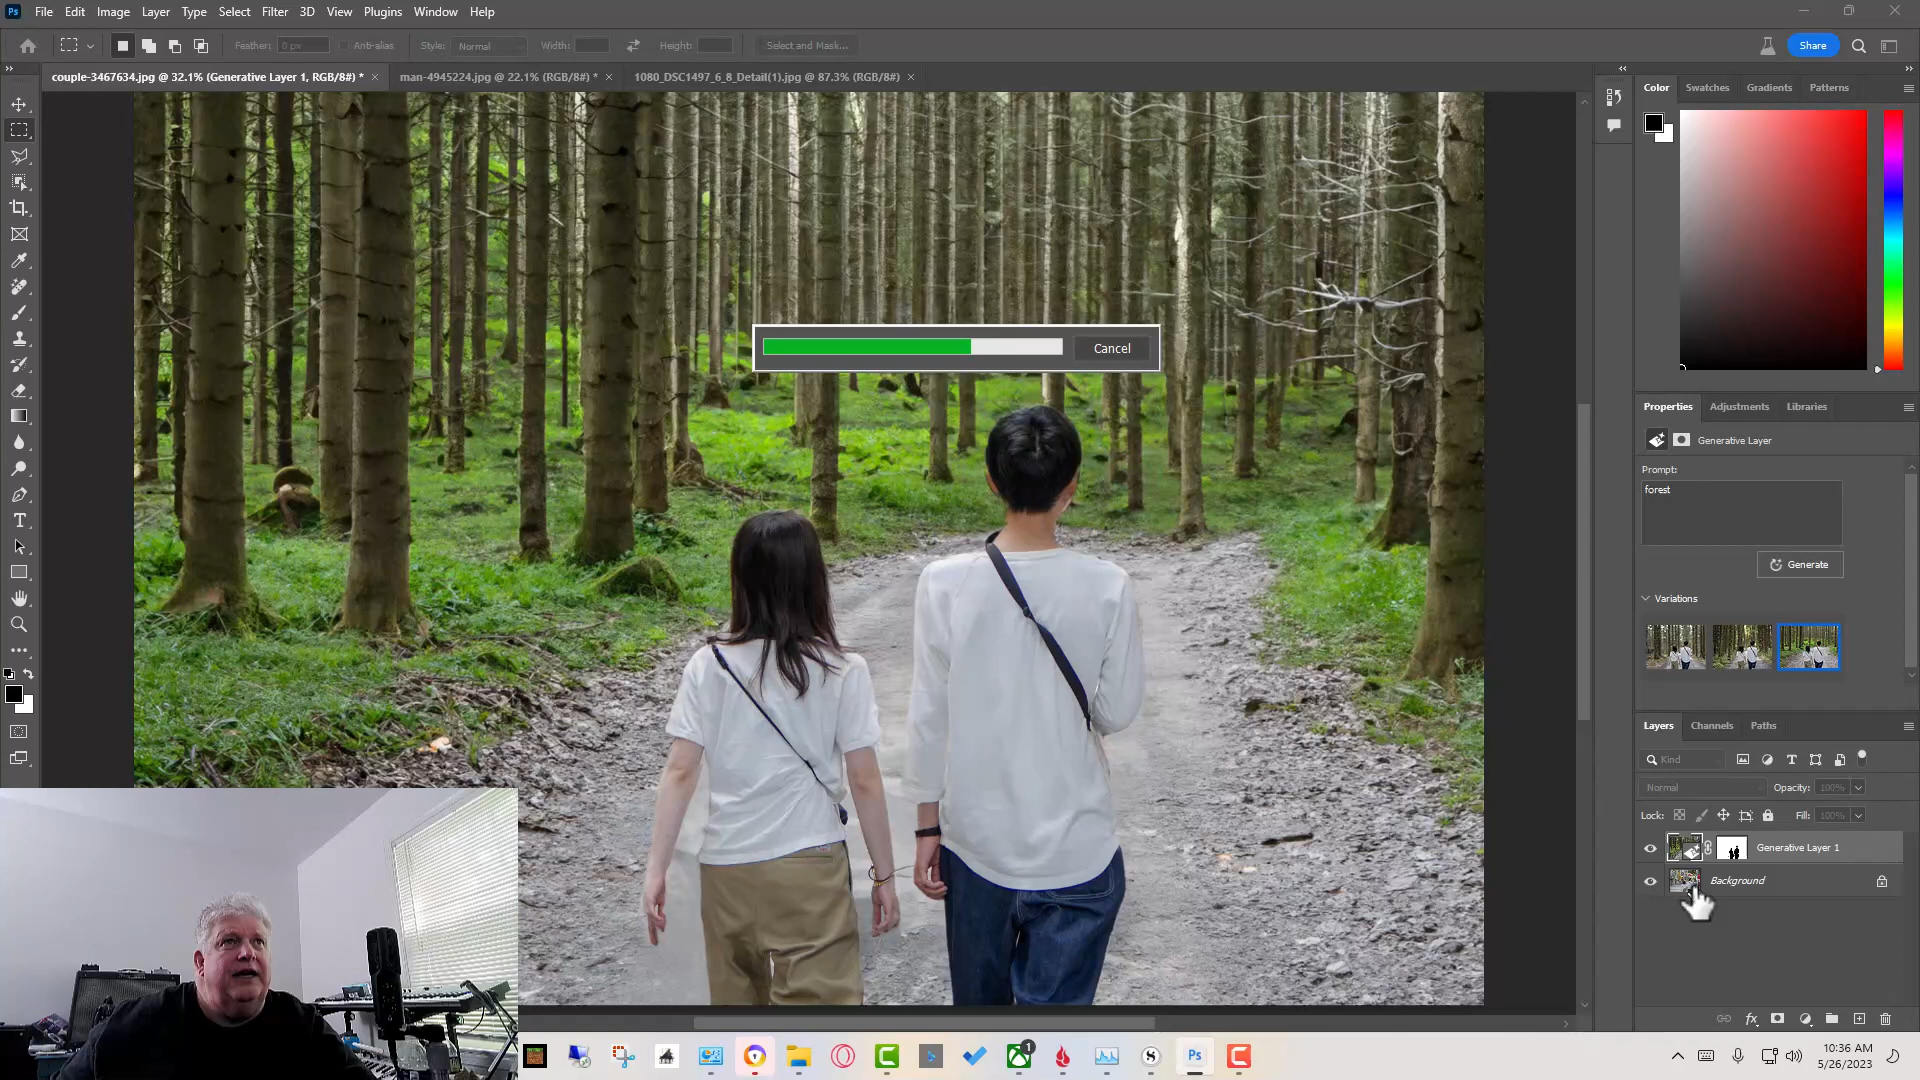 Ps File Edit Image Layer Type Select Filter 3D View Plugins Window Help
Feather: 0 px Anti-alias Style: Normal Width: Height: Select and Mask... Share
couple-3467634.jpg @ 32.1% (Generative Layer 1, RGB/8#) * man-4945224.jpg @ 22.1% (RGB/8#) * 1080_DSC1497_6_8_Detail(1).jpg @ 87.3% (RGB/8#)
Color Swatches Gradients Patterns
Cancel
Properties Adjustments Libraries
Generative Layer
Prompt:
forest
Generate
Variations
Layers Channels Paths
Kind
Normal Opacity: 100%
Lock: Fill: 100%
Generative Layer 1
Background
fx
1
Ps
10:36 AM
5/26/2023